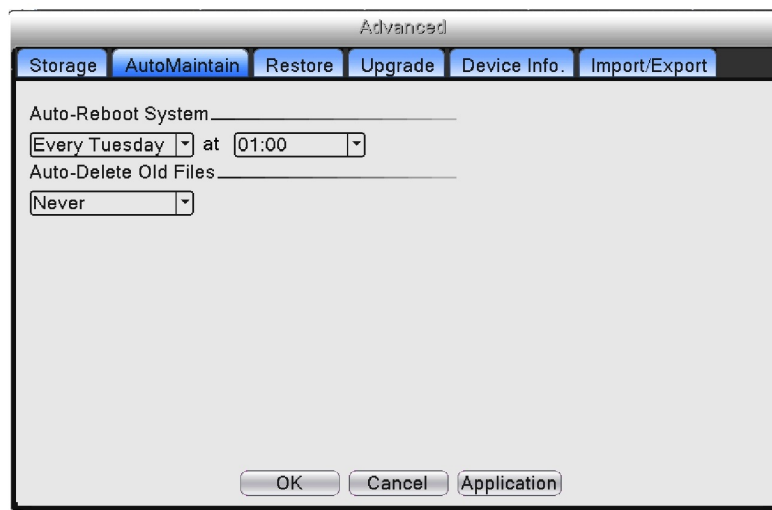 Advanced
Storage AutoMaintain Restore Upgrade Device Info. Import/Export
Auto-Reboot System
Every Tuesday at 01:00
Auto-Delete Old Files
Never
OK Cancel Application